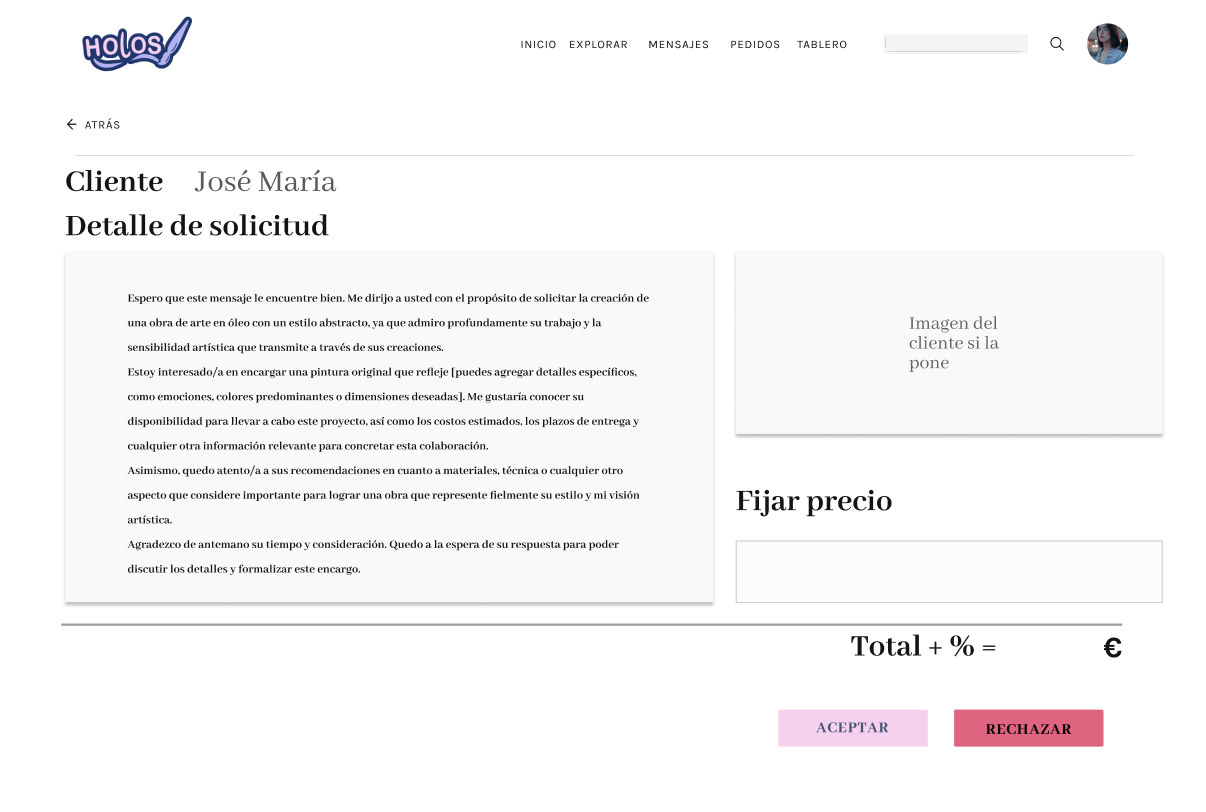 HOLOS
INICIO EXPLORAR MENSAJES PEDIDOS TABLERO
← ATRÁS
Cliente José María
Detalle de solicitud
Espero que este mensaje le encuentre bien. Me dirijo a usted con el propósito de solicitar la creación de
una obra de arte en óleo con un estilo abstracto, ya que admiro profundamente su trabajo y la
sensibilidad artística que transmite a través de sus creaciones.
Estoy interesado/a en encargar una pintura original que refleje [puedes agregar detalles específicos,
como emociones, colores predominantes o dimensiones deseadas]. Me gustaría conocer su
disponibilidad para llevar a cabo este proyecto, así como los costos estimados, los plazos de entrega y
cualquier otra información relevante para concretar esta colaboración.
Asimismo, quedo atento/a a sus recomendaciones en cuanto a materiales, técnica o cualquier otro
aspecto que considere importante para lograr una obra que represente fielmente su estilo y mi visión
artística.
Agradezco de antemano su tiempo y consideración. Quedo a la espera de su respuesta para poder
discutir los detalles y formalizar este encargo.
Imagen del
cliente si la
pone
Fijar precio
Total + % = €
ACEPTAR RECHAZAR